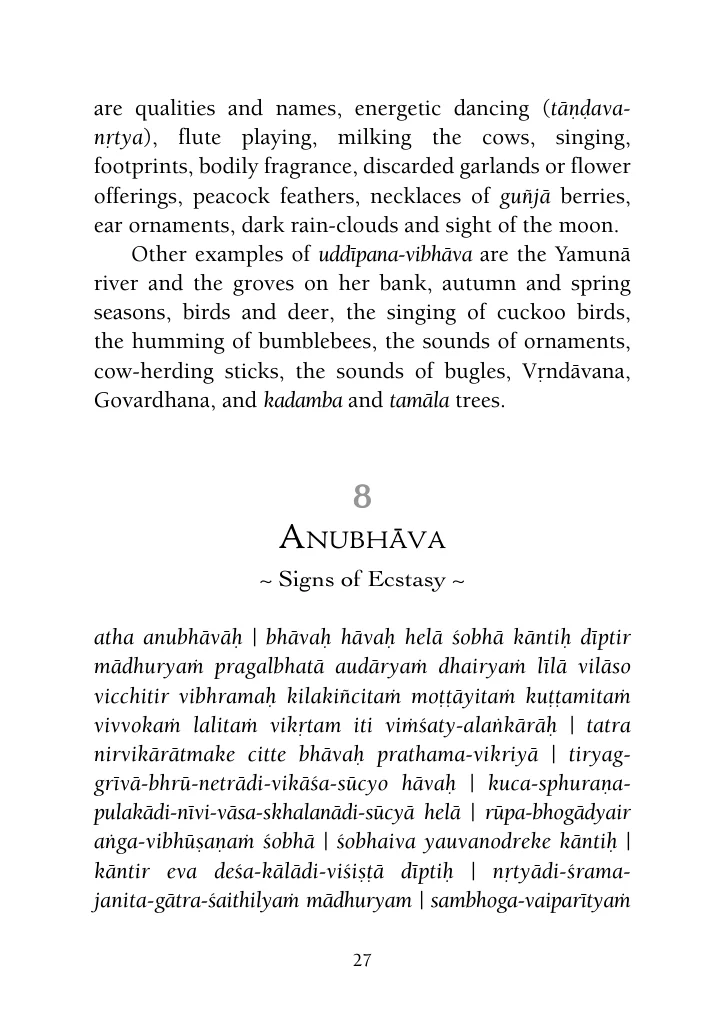 are qualities and names, energetic dancing (tāṇḍava-
nṛtya), flute playing, milking the cows, singing,
footprints, bodily fragrance, discarded garlands or flower
offerings, peacock feathers, necklaces of guñjā berries,
ear ornaments, dark rain-clouds and sight of the moon.
Other examples of uddīpana-vibhāva are the Yamunā
river and the groves on her bank, autumn and spring
seasons, birds and deer, the singing of cuckoo birds,
the humming of bumblebees, the sounds of ornaments,
cow-herding sticks, the sounds of bugles, Vṛndāvana,
Govardhana, and kadamba and tamāla trees.
8
Anubhāva
~ Signs of Ecstasy ~
atha anubhāvāḥ | bhāvaḥ hāvaḥ helā śobhā kāntiḥ dīptir
mādhuryaṁ pragalbhatā audāryaṁ dhairyaṁ līlā vilāso
vicchitir vibhramaḥ kilakiñcitaṁ moṭṭāyitaṁ kuṭṭamitaṁ
vivvokaṁ lalitaṁ vikṛtam iti viṁśaty-alaṅkārāḥ | tatra
nirvikārātmake citte bhāvaḥ prathama-vikriyā | tiryag-
grīvā-bhrū-netrādi-vikāśa-sūcyo hāvaḥ | kuca-sphuraṇa-
pulakādi-nīvi-vāsa-skhalanādi-sūcyā helā | rūpa-bhogādyair
aṅga-vibhūṣaṇaṁ śobhā | śobhaiva yauvanodreke kāntiḥ |
kāntir eva deśa-kālādi-viśiṣṭā dīptiḥ | nṛtyādi-śrama-
janita-gātra-śaithilyaṁ mādhuryam | sambhoga-vaiparītyaṁ
27